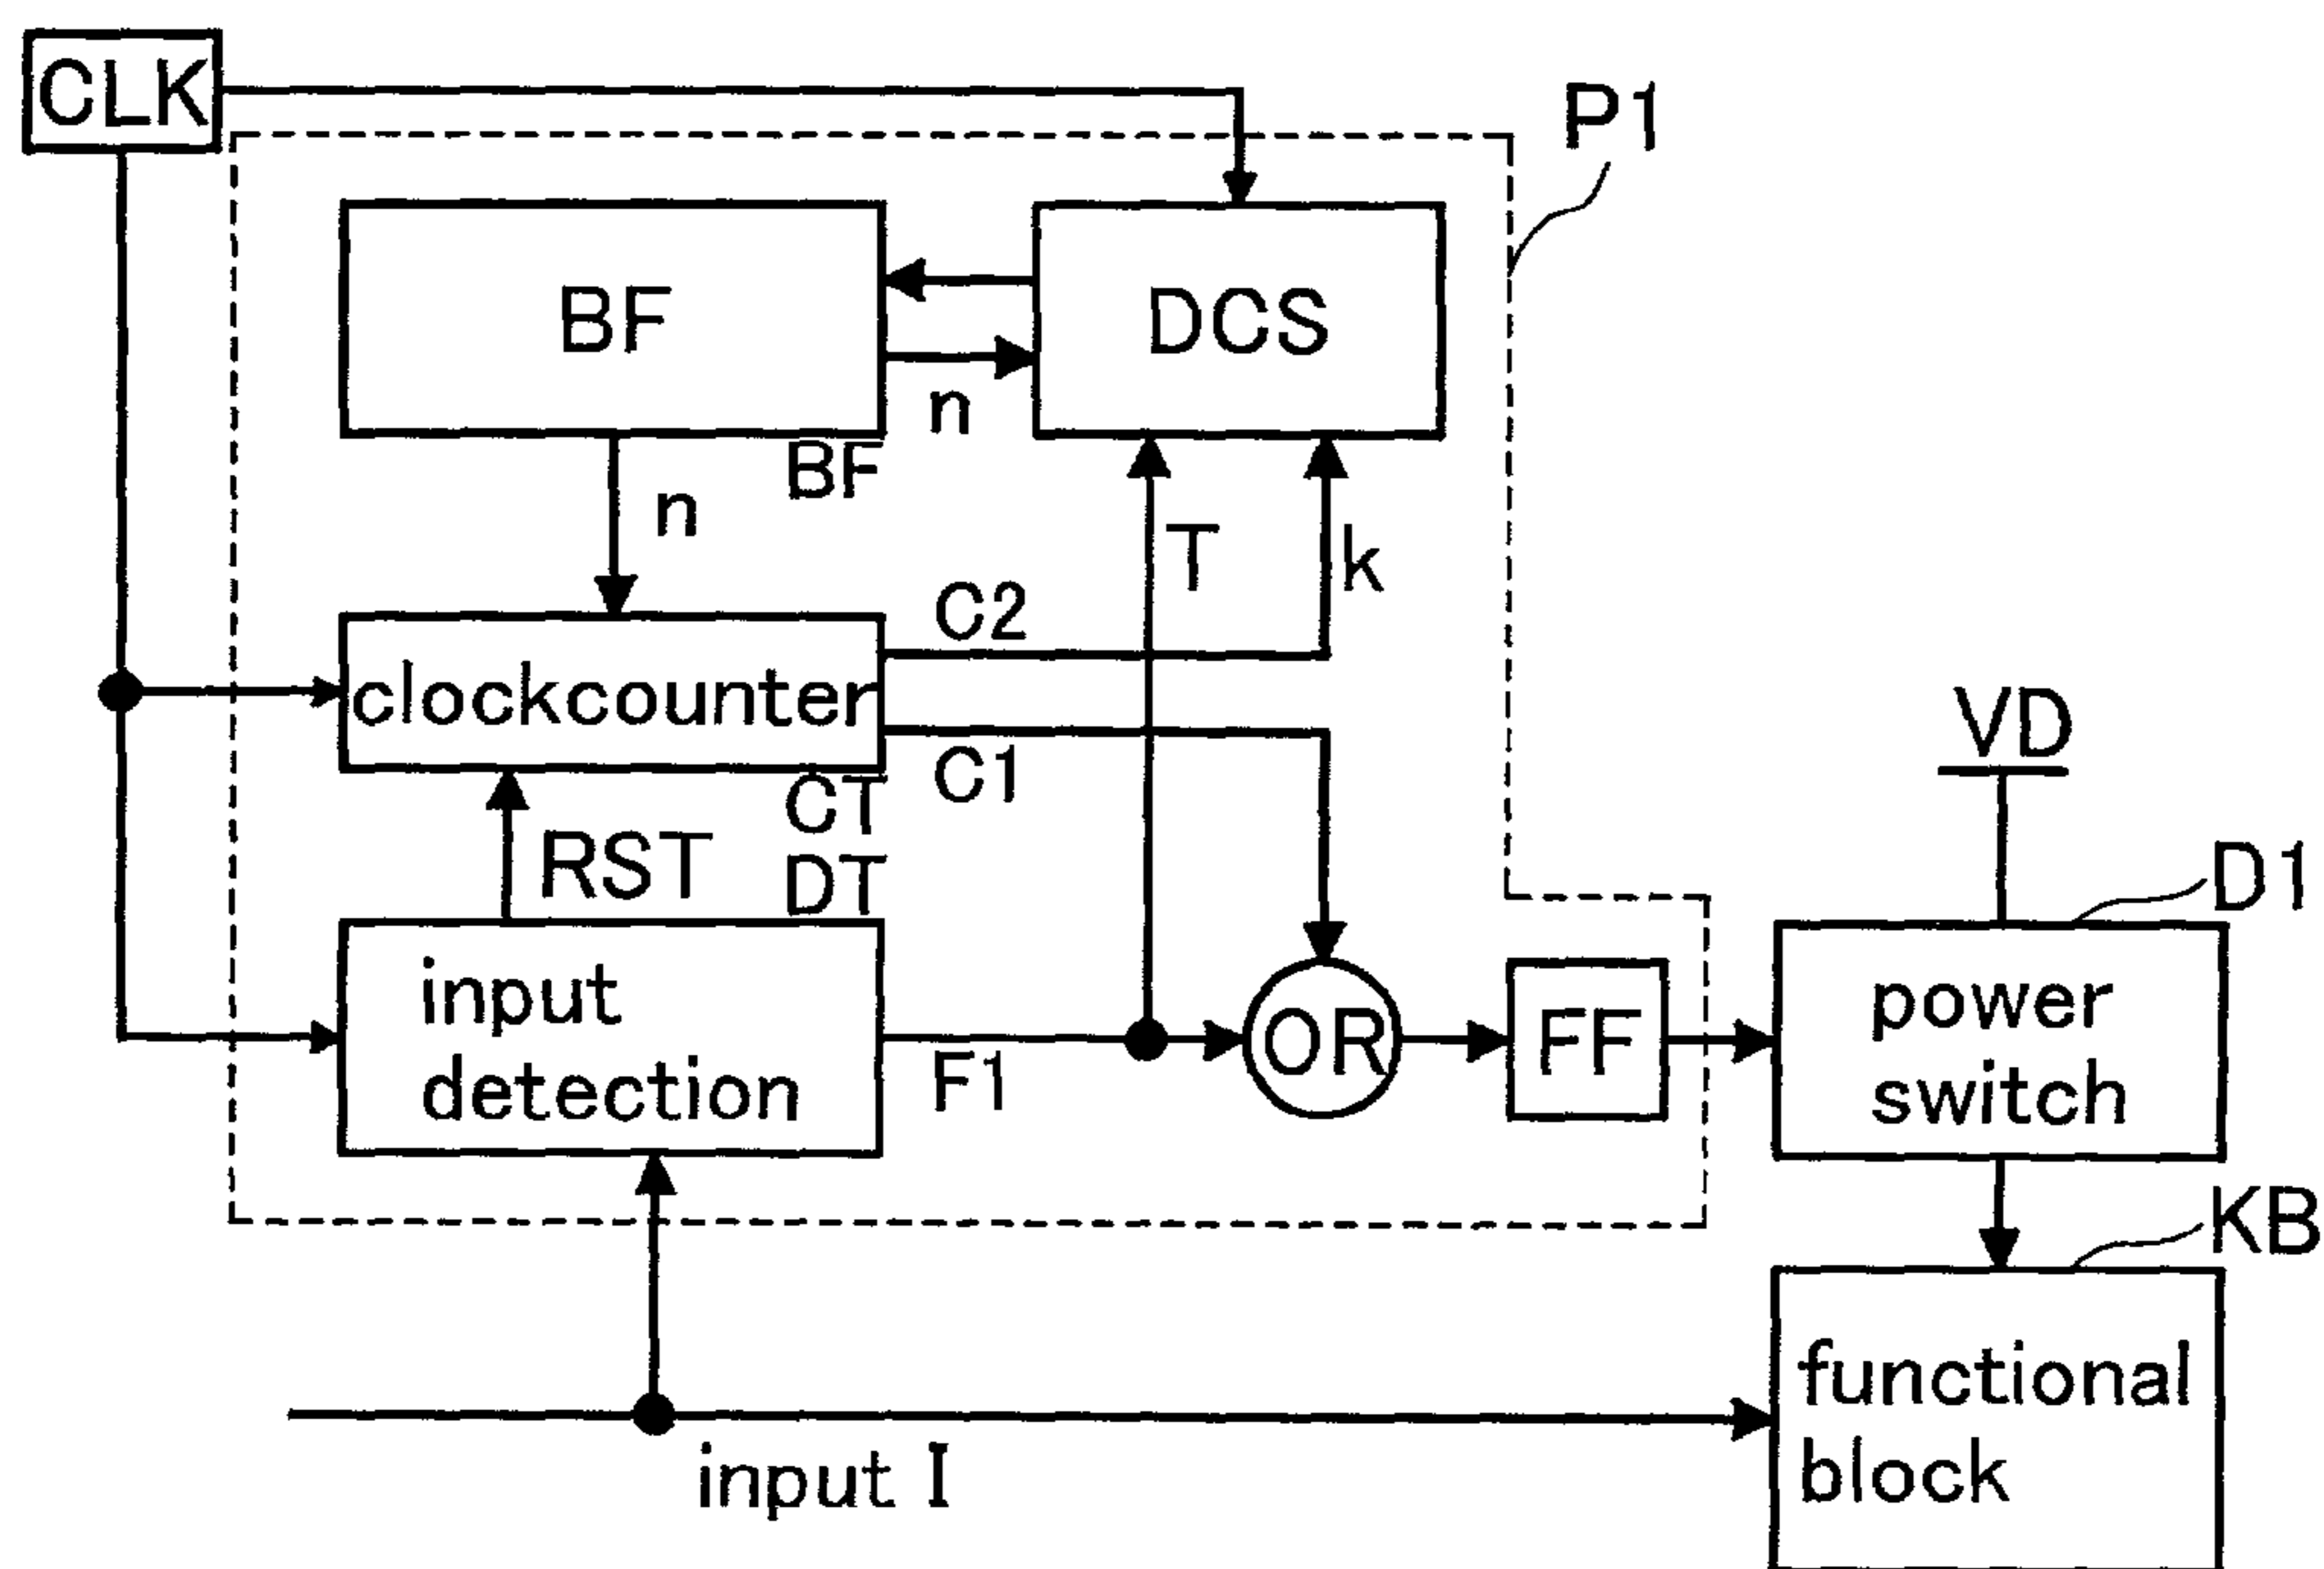 CLK
P1
BF
DCS
n
BF
n
T
k
C2
clockcounter
C1
CT
VD
RST
DT
D1
input
detection
F1
OR
FF
power
switch
KB
functional
block
input I